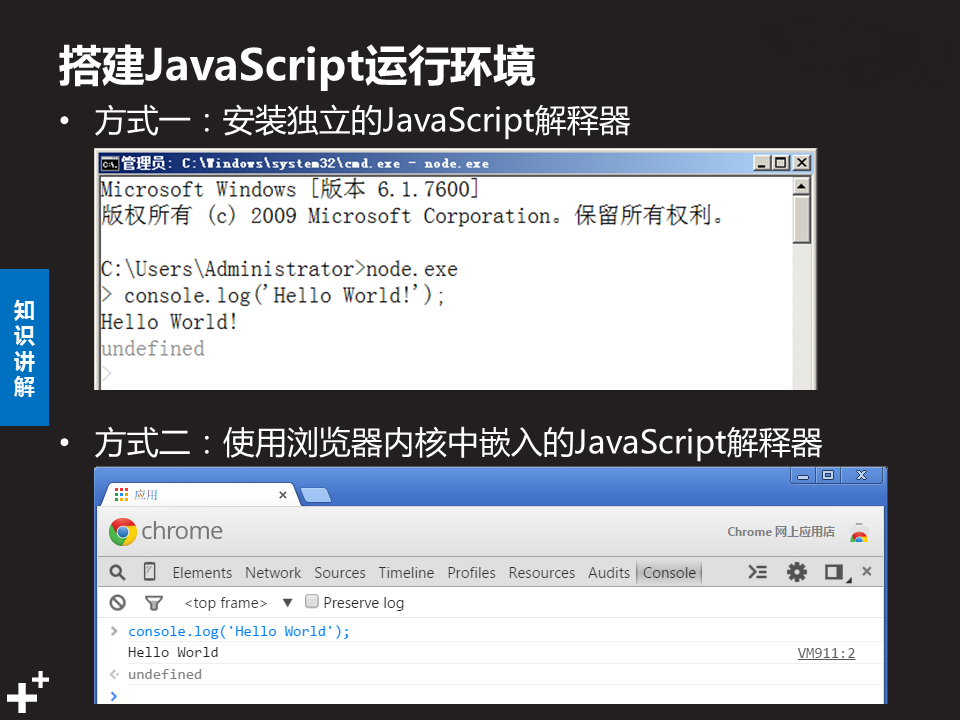 搭建JavaScript运行环境
• 方式一：安装独立的JavaScript解释器
管理员: C:\Windows\system32\cmd.exe - node.exe
Microsoft Windows [版本 6.1.7600]
版权所有 (c) 2009 Microsoft Corporation。保留所有权利。
C:\Users\Administrator>node.exe
> console.log('Hello World!');
Hello World!
undefined
>
知识讲解
• 方式二：使用浏览器内核中嵌入的JavaScript解释器
应用
chrome
Chrome 网上应用店
Elements Network Sources Timeline Profiles Resources Audits Console
<top frame> ▼ Preserve log
> console.log('Hello World');
Hello World VM911:2
undefined
>